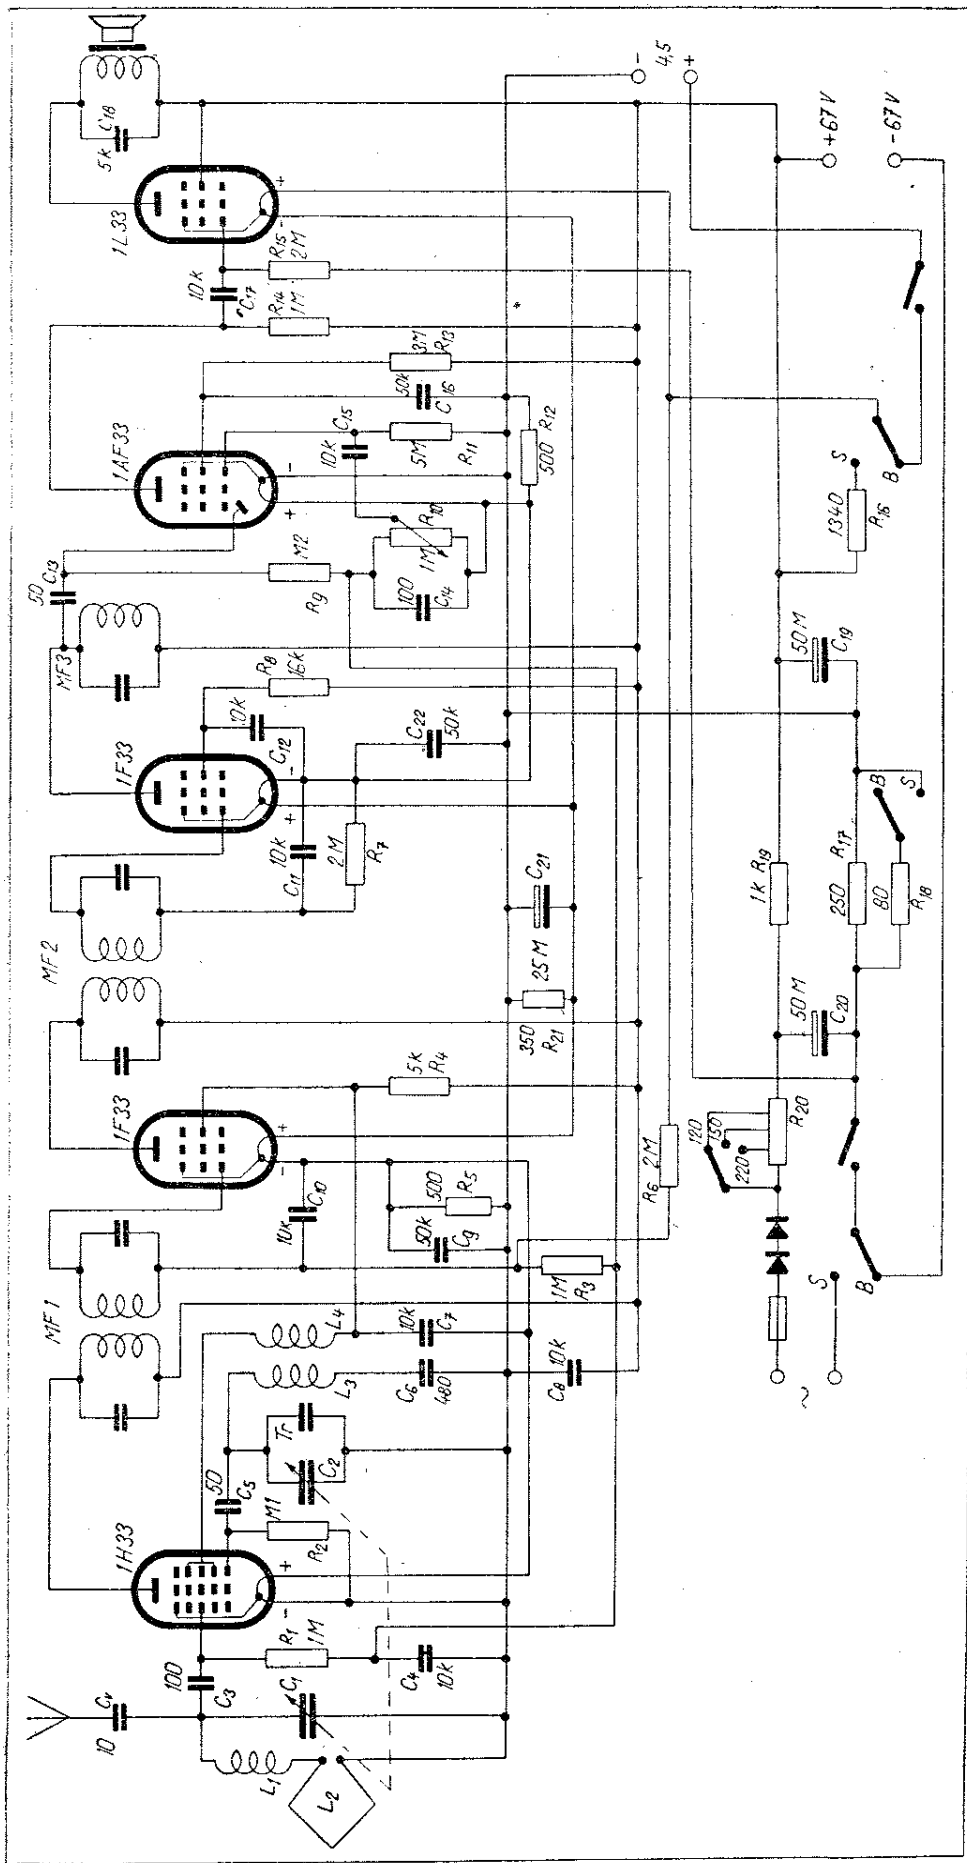 10 Cv
L1
L2
100
C3
C1
R1
1M
C4
10k
1H33
-
+
M1
R2
50
C5
C2
Tr
L3
L4
C6
480
10k
C7
C8
10k
MF1
10k
C10
1F33
-
+
50k
C9
500
R5
1M
R3
5k
R4
R6 2M
MF2
350
R21
25M
C21
10k
C11
2M
R7
1F33
+
-
10k
C12
R8
16k
C22
50k
MF3
50
C13
M2
R9
100
C14
1M
R10
1AF33
+
-
10k
C15
5M
R11
50k
C16
3M
R13
500 R12
10k
C17
R14
1M
R15
2M
1L33
-
+
5k
C18
-
4,5
+
+67V
-67V
S
B
1340
R16
50M
C19
1k R19
250
R17
80
R18
B
S
50M
C20
120
150
220
R20
S
B
~